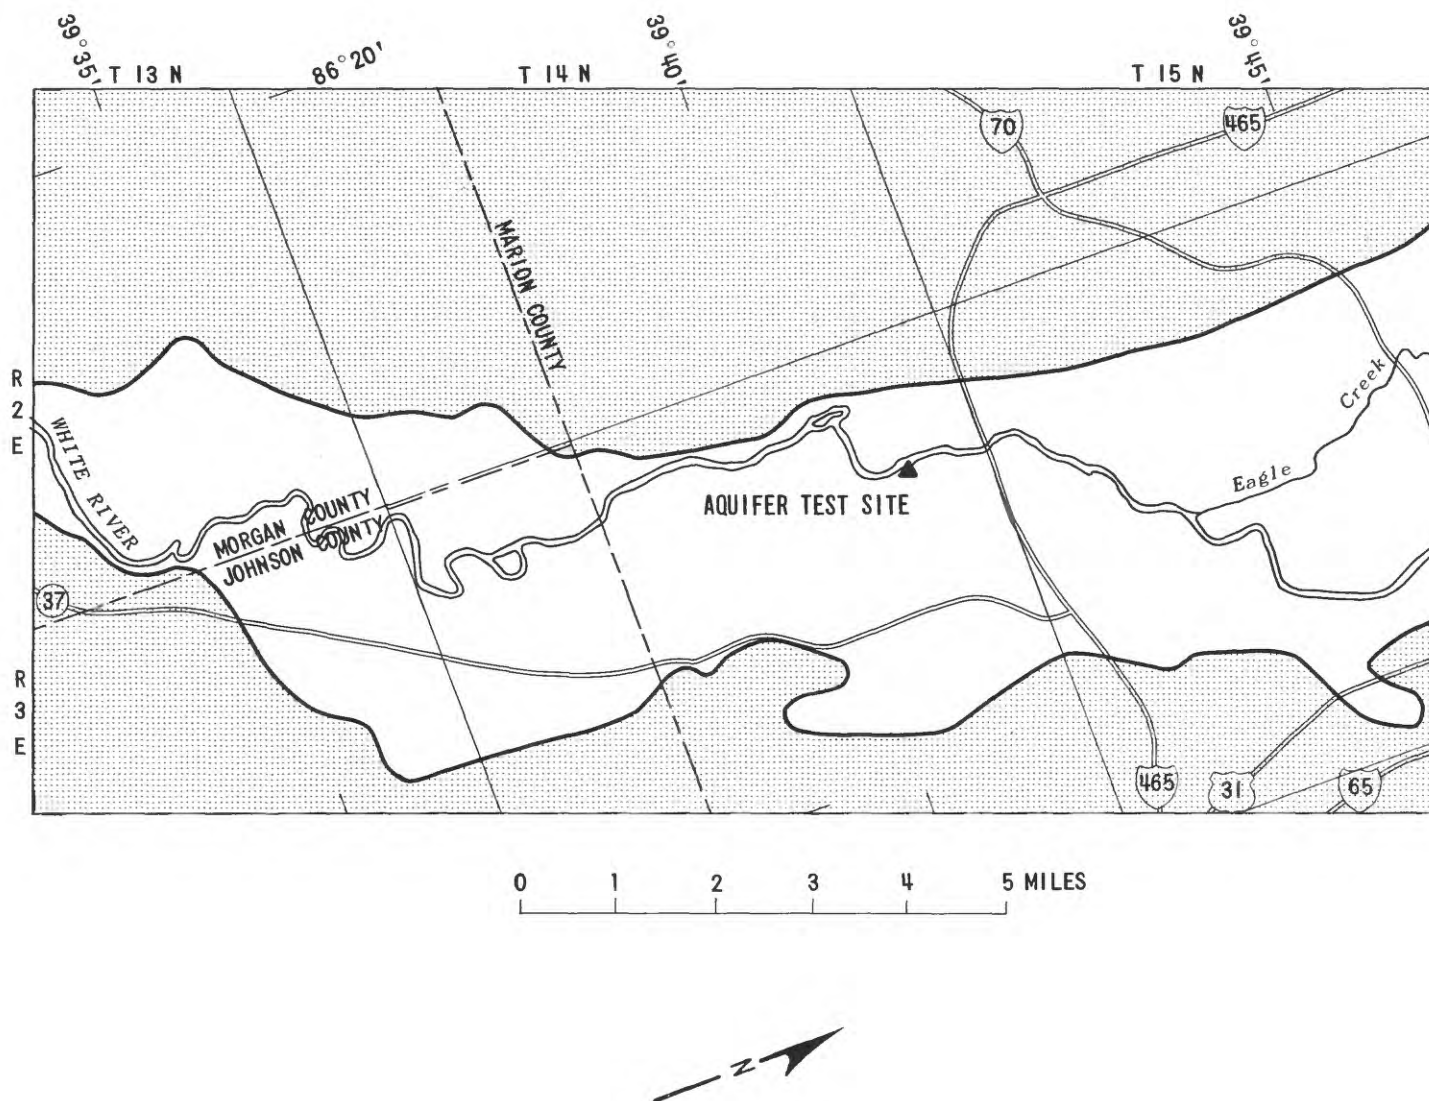 39°35'
T 13 N
86°20'
T 14 N
39°40'
T 15 N
39°45'
70
465
MARION COUNTY
R
2
E
WHITE RIVER
Creek
Eagle
AQUIFER TEST SITE
MORGAN COUNTY
JOHNSON COUNTY
37
R
3
E
465
31
65
0 1 2 3 4 5 MILES
N